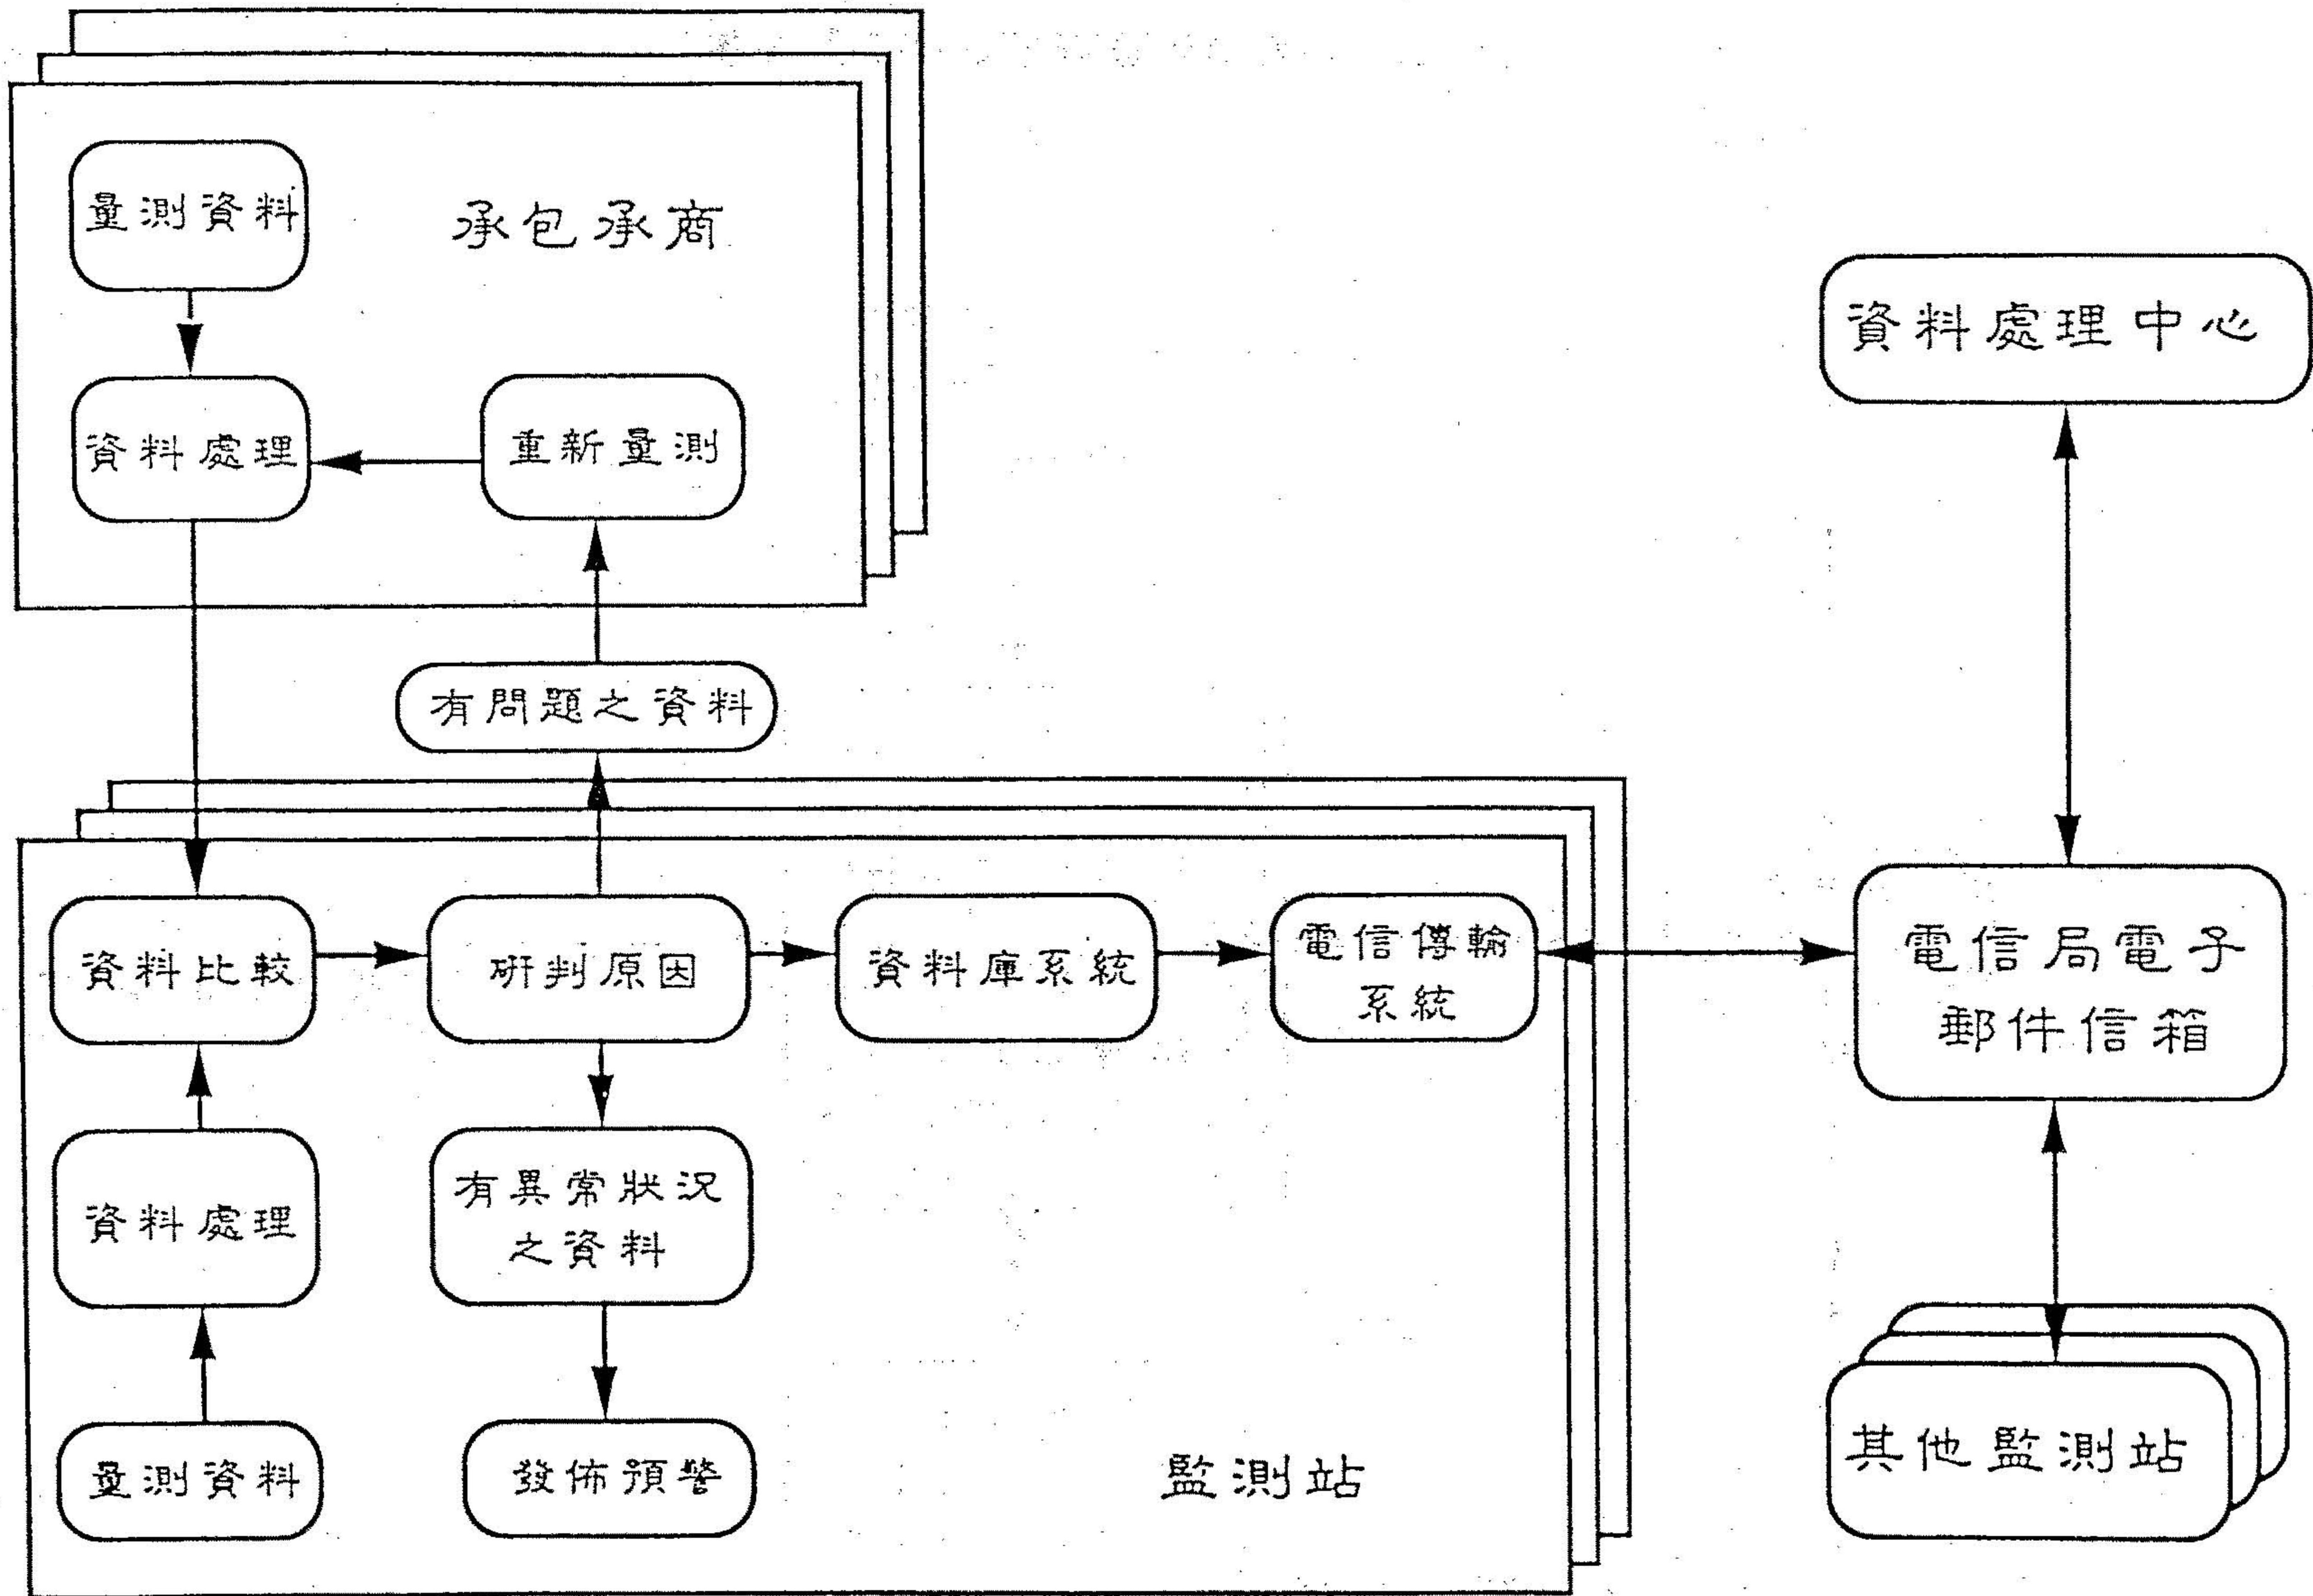 量測資料
承包承商
資料處理
重新量測
有問題之資料
資料比較
研判原因
資料庫系統
電信傳輸
系統
資料處理
有異常狀況
之資料
量測資料
發佈預警
監測站
資料處理中心
電信局電子
郵件信箱
其他監測站